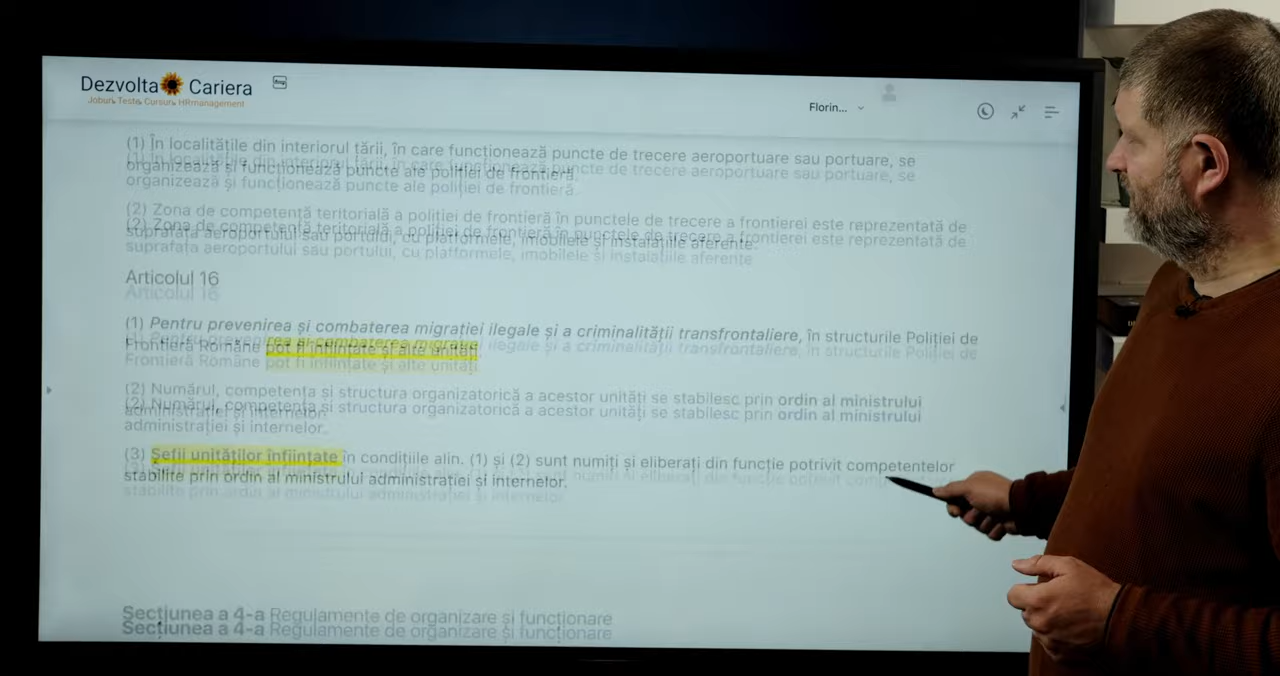 Dezvolta Cariera
Joburi, Teste, Cursuri, HRmanagement
Florin...
(1) În localitățile din interiorul țării, în care funcționează puncte de trecere aeroportuare sau portuare, se
organizează și funcționează puncte ale poliției de frontieră.
(2) Zona de competență teritorială a poliției de frontieră în punctele de trecere a frontierei este reprezentată de
suprafața aeroportului sau portului, cu platformele, imobilele și instalațiile aferente.
Articolul 16
(1) Pentru prevenirea și combaterea migrației ilegale și a criminalității transfrontaliere, în structurile Poliției de
Frontieră Române pot fi înființate și alte unități.
(2) Numărul, competența și structura organizatorică a acestor unități se stabilesc prin ordin al ministrului
administrației și internelor.
(3) Șefii unităților înființate în condițiile alin. (1) și (2) sunt numiți și eliberați din funcție potrivit competențelor
stabilite prin ordin al ministrului administrației și internelor.
Secțiunea a 4-a Regulamente de organizare și funcționare